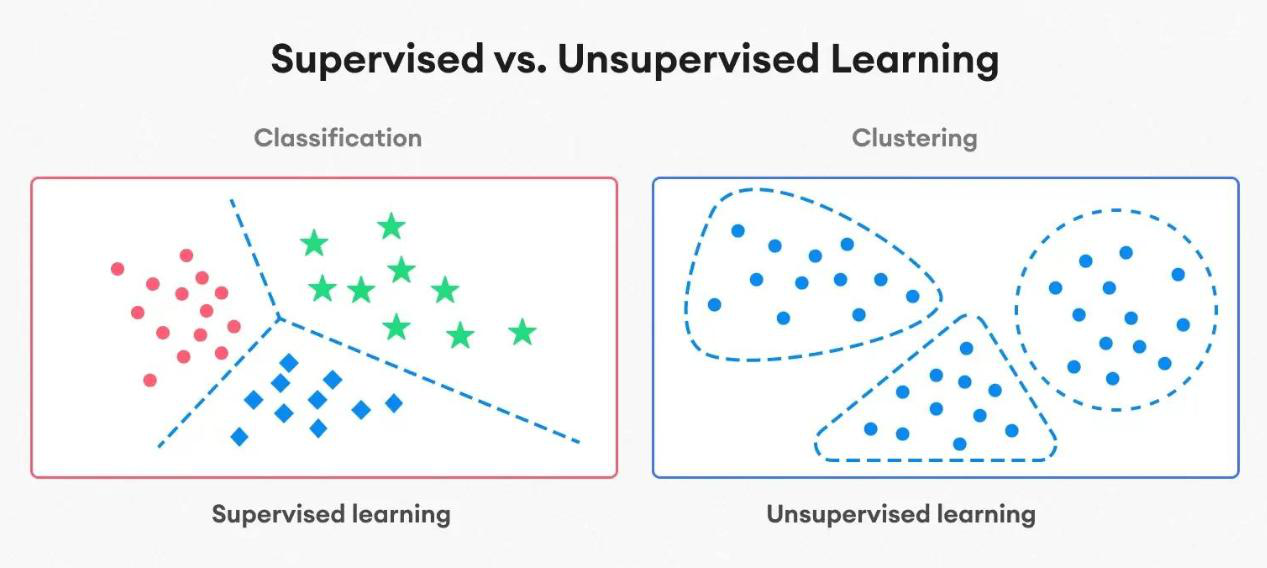 Supervised vs. Unsupervised Learning
Classification
Clustering
Supervised learning
Unsupervised learning